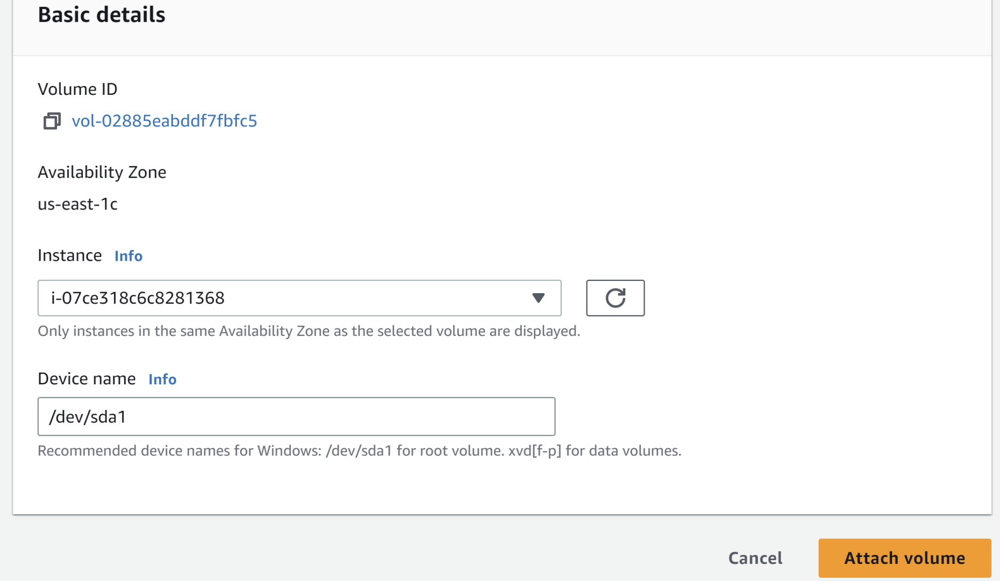 Basic details
Volume ID
vol-02885eabddf7fbfc5
Availability Zone
us-east-1c
Instance Info
i-07ce318c6c8281368
Only instances in the same Availability Zone as the selected volume are displayed.
Device name Info
/dev/sda1
Recommended device names for Windows: /dev/sda1 for root volume. xvd[f-p] for data volumes.
Cancel Attach volume